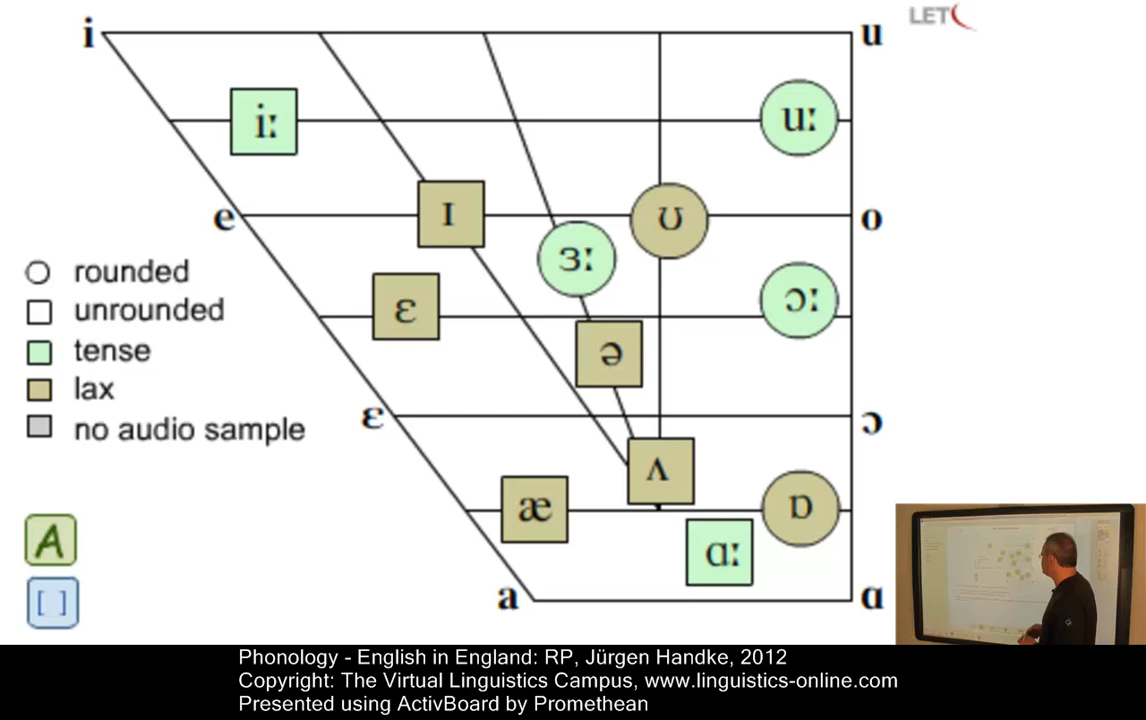 i
u
LET
iː
uː
e
ɪ
ʊ
o
ɜː
rounded
unrounded
ɛ
ɔː
tense
ə
lax
ɛ
ɔ
no audio sample
ʌ
æ
ɒ
A
ɑː
[ ]
a
ɑ
Phonology - English in England: RP, Jürgen Handke, 2012
Copyright: The Virtual Linguistics Campus, www.linguistics-online.com
Presented using ActivBoard by Promethean